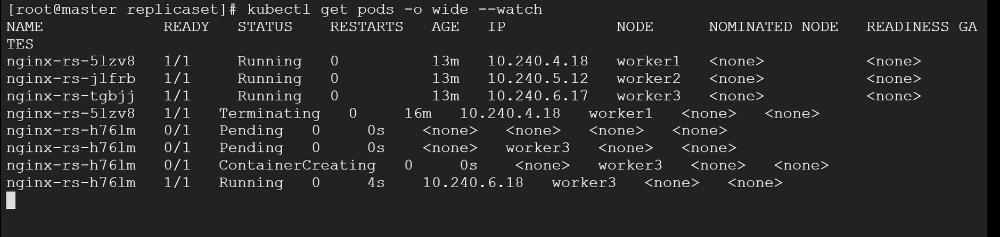 [root@master replicaset]# kubectl get pods -o wide --watch
NAME READY STATUS RESTARTS AGE IP NODE NOMINATED NODE READINESS GA
TES
nginx-rs-5lzv8 1/1 Running 0 13m 10.240.4.18 worker1 <none> <none>
nginx-rs-jlfrb 1/1 Running 0 13m 10.240.5.12 worker2 <none> <none>
nginx-rs-tgbjj 1/1 Running 0 13m 10.240.6.17 worker3 <none> <none>
nginx-rs-5lzv8 1/1 Terminating 0 16m 10.240.4.18 worker1 <none> <none>
nginx-rs-h76lm 0/1 Pending 0 0s <none> <none> <none> <none>
nginx-rs-h76lm 0/1 Pending 0 0s <none> worker3 <none> <none>
nginx-rs-h76lm 0/1 ContainerCreating 0 0s <none> worker3 <none> <none>
nginx-rs-h76lm 1/1 Running 0 4s 10.240.6.18 worker3 <none> <none>